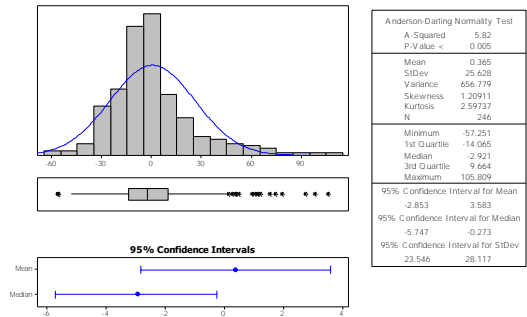 -60 -30 0 30 60 90
95% Confidence Intervals
Mean
Median
-6 -4 -2 0 2 4
Anderson-Darling Normality Test
A-Squared 5.82
P-Value < 0.005
Mean 0.365
StDev 25.628
Variance 656.779
Skewness 1.20911
Kurtosis 2.59737
N 246
Minimum -57.251
1st Quartile -14.065
Median -2.921
3rd Quartile 9.664
Maximum 105.809
95% Confidence Interval for Mean
-2.853 3.583
95% Confidence Interval for Median
-5.747 -0.273
95% Confidence Interval for StDev
23.546 28.117